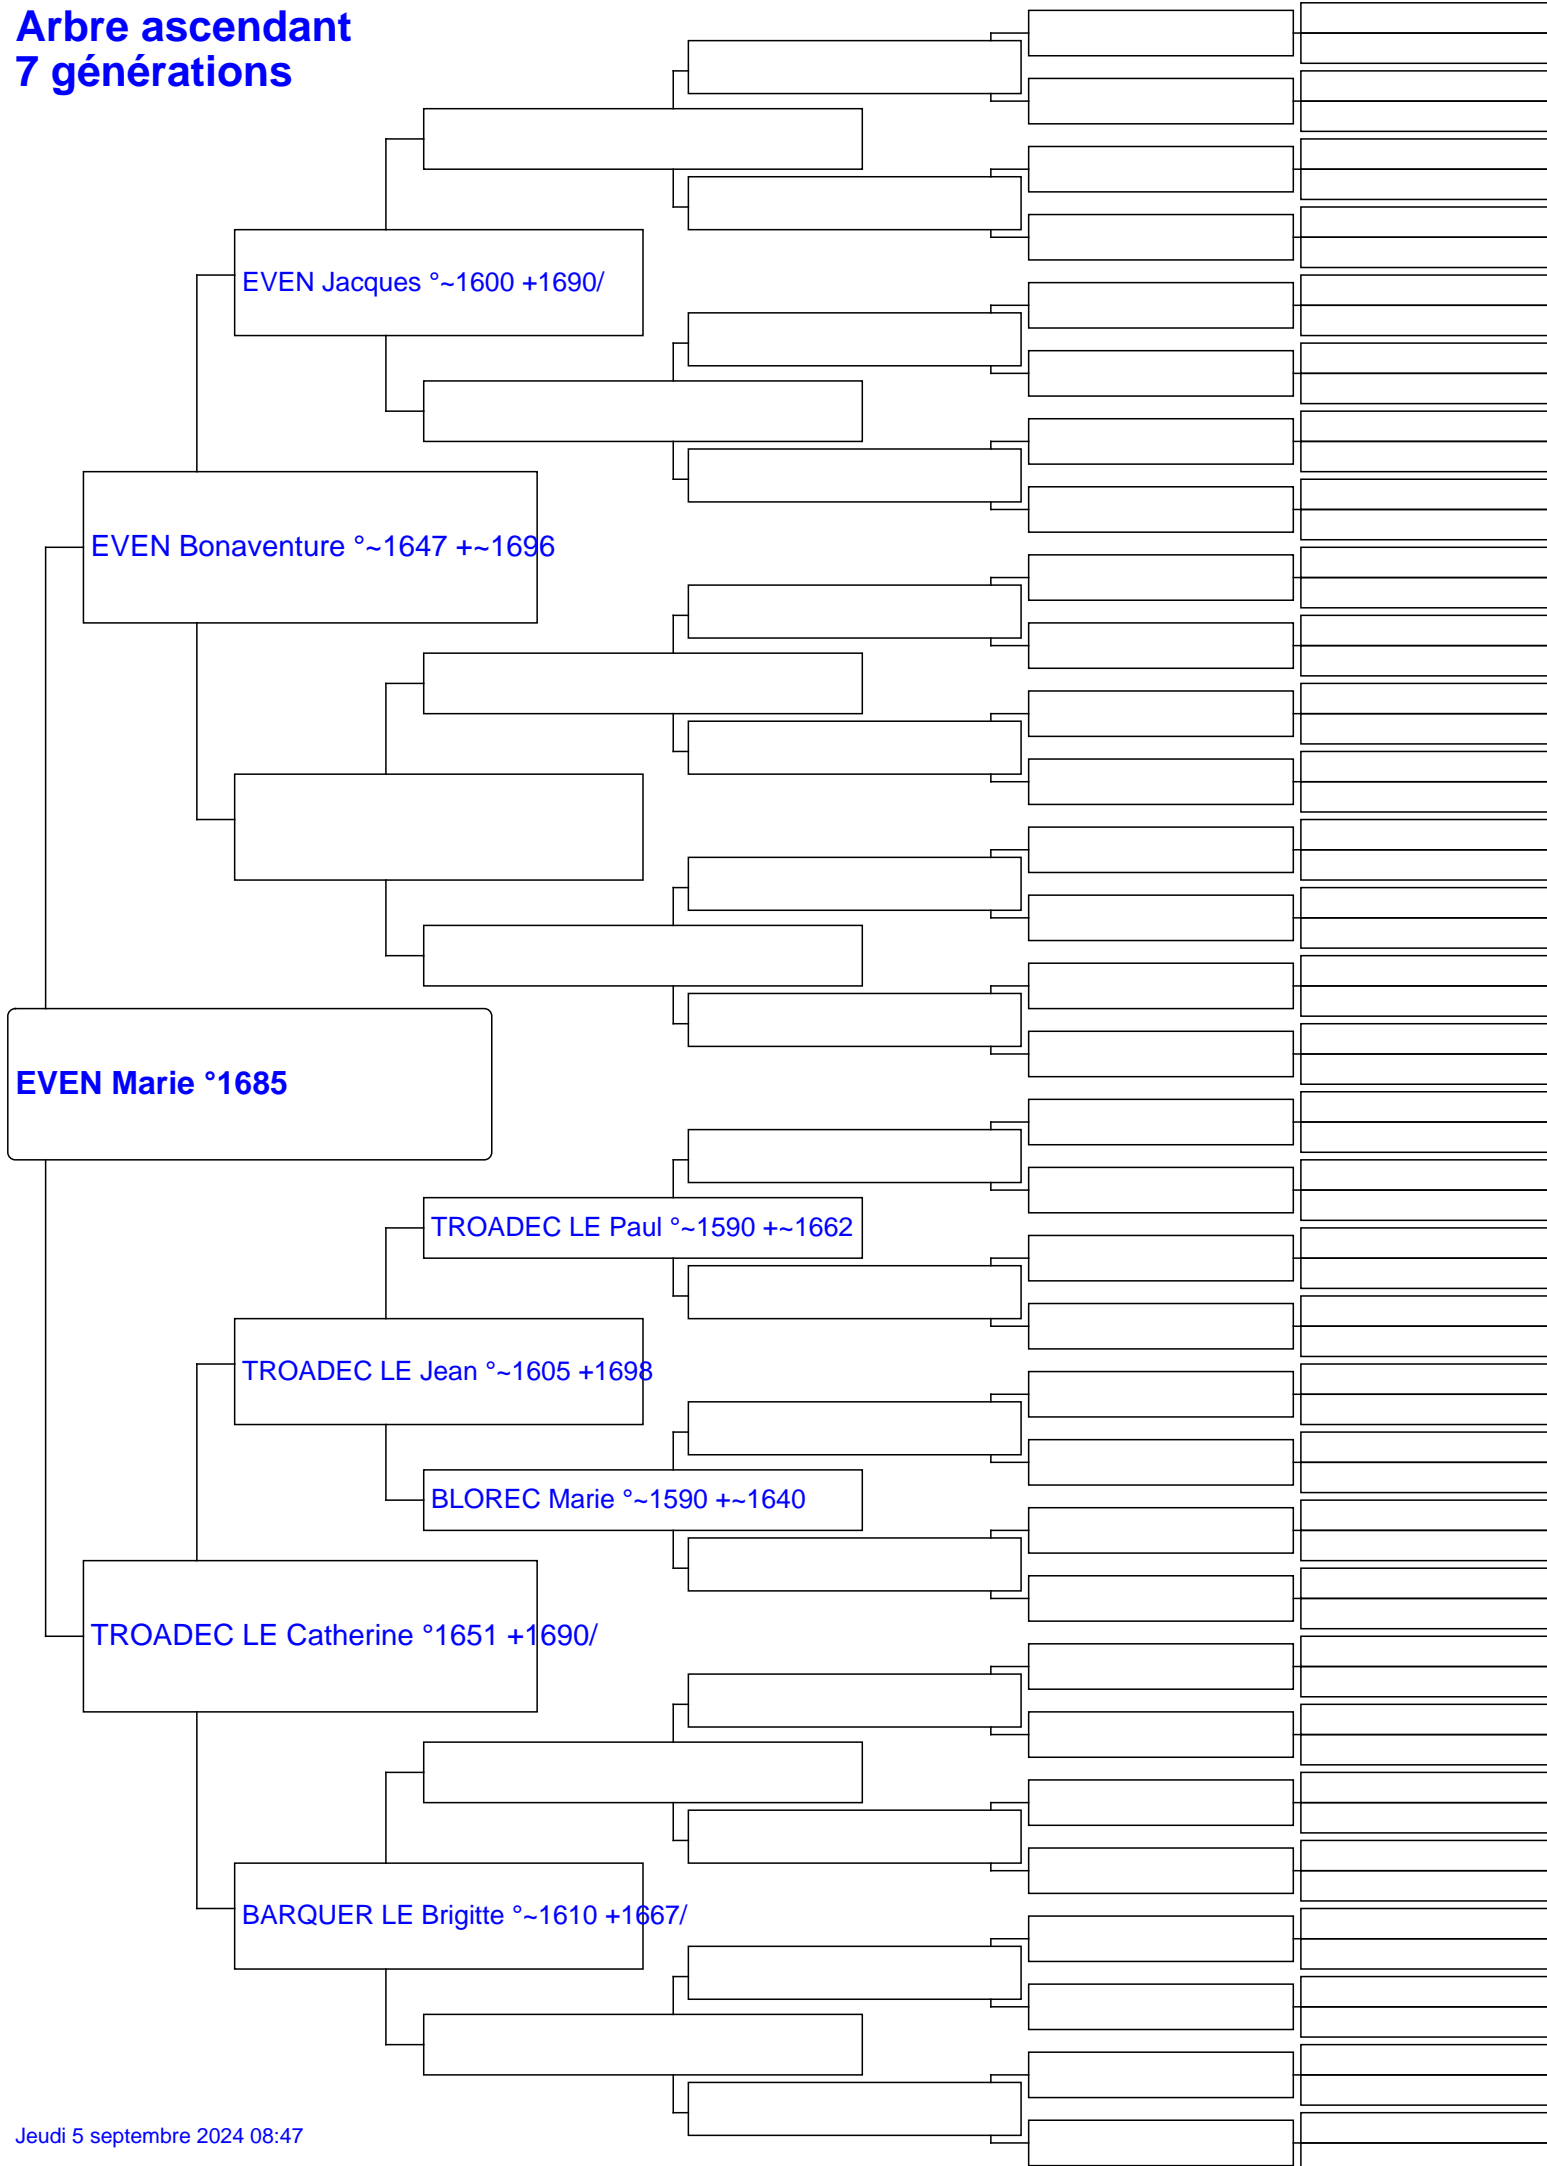 Arbre ascendant
7 générations
EVEN Jacques °~1600 +1690/
EVEN Bonaventure °~1647 +~1696
EVEN Marie °1685
TROADEC LE Paul °~1590 +~1662
TROADEC LE Jean °~1605 +1698
BLOREC Marie °~1590 +~1640
TROADEC LE Catherine °1651 +1690/
BARQUER LE Brigitte °~1610 +1667/
Jeudi 5 septembre 2024 08:47